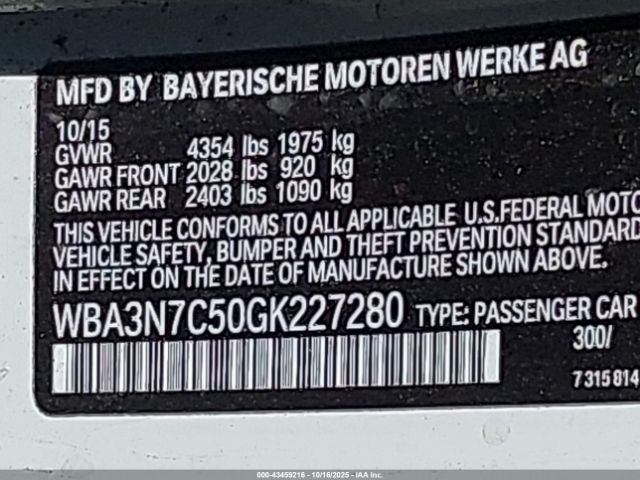 MFD BY BAYERISCHE MOTOREN WERKE AG
10/15
GVWR 4354 lbs 1975 kg
GAWR FRONT 2028 lbs 920 kg
GAWR REAR 2403 lbs 1090 kg
THIS VEHICLE CONFORMS TO ALL APPLICABLE U.S.FEDERAL MOTO
VEHICLE SAFETY, BUMPER AND THEFT PREVENTION STANDARD
IN EFFECT ON THE DATE OF MANUFACTURE SHOWN ABOVE.
WBA3N7C50GK227280 TYPE: PASSENGER CAR
300/
7 315 814
000-43459216 - 10/16/2025 - IAA Inc.